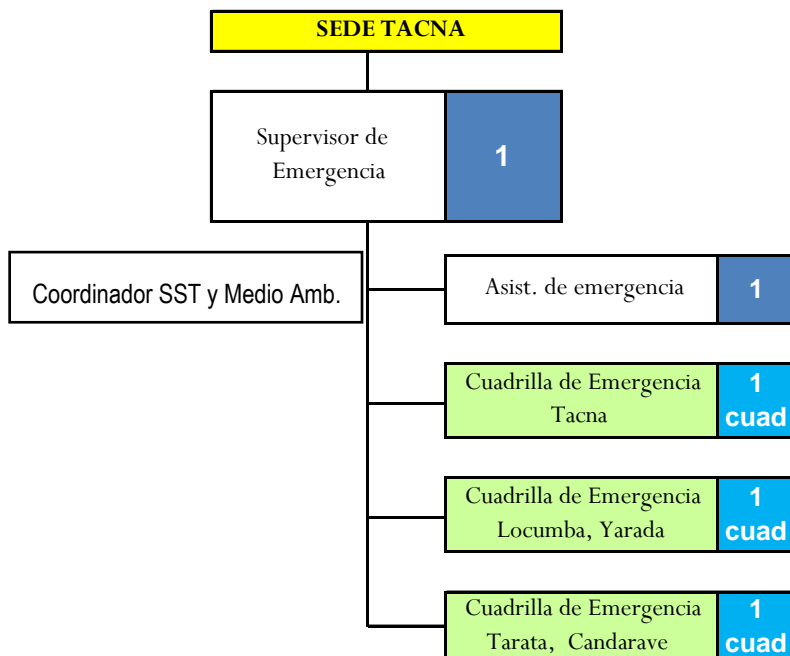 SEDE TACNA
Supervisor de
Emergencia
1
Coordinador SST y Medio Amb.
Asist. de emergencia
1
Cuadrilla de Emergencia
Tacna
1
cuad
Cuadrilla de Emergencia
Locumba, Yarada
1
cuad
Cuadrilla de Emergencia
Tarata, Candarave
1
cuad